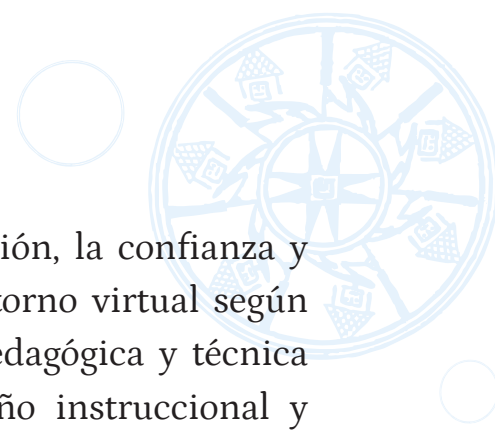 ión, la confianza y
torno virtual según
edagógica y técnica
ño instruccional y